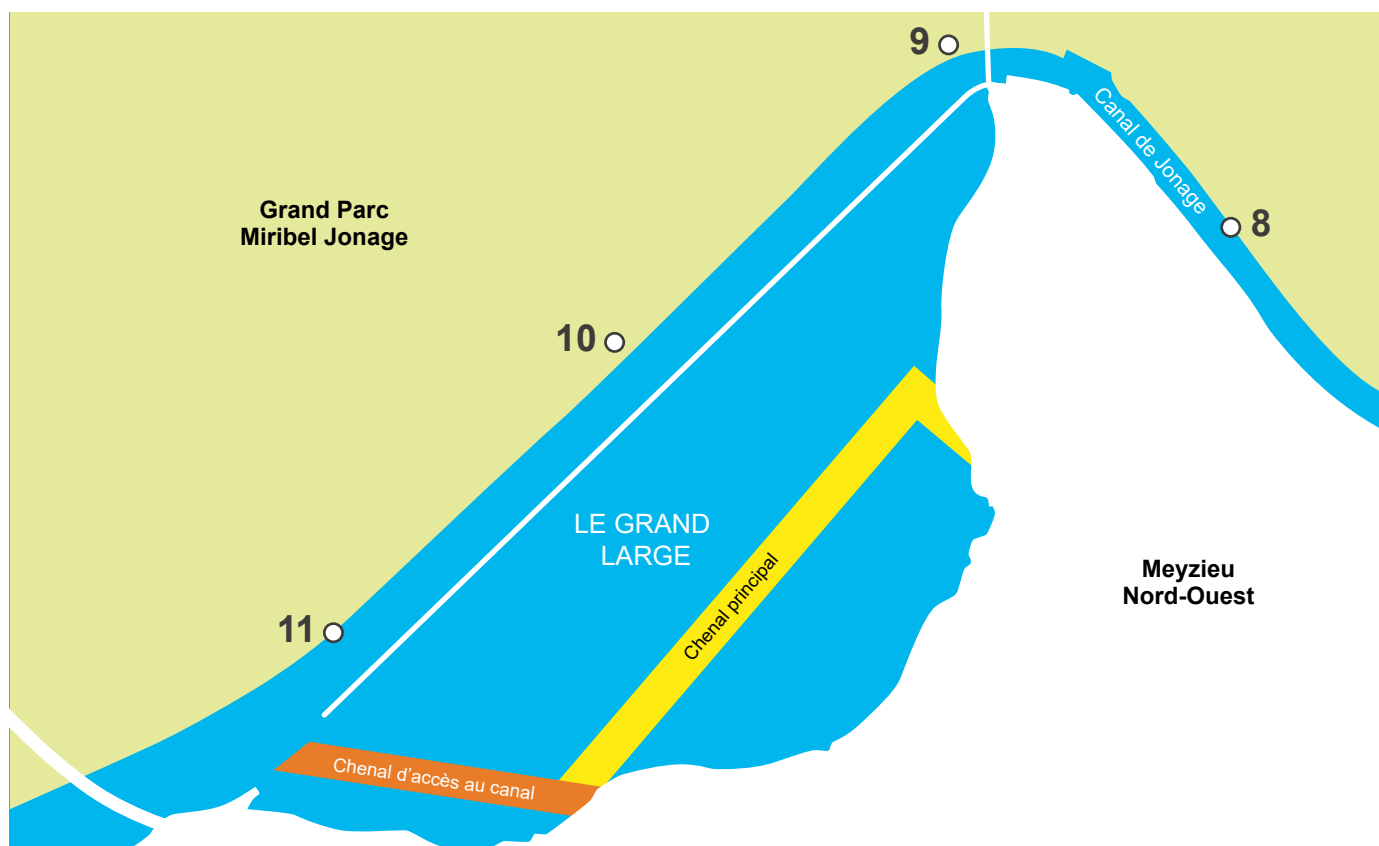 9
Canal de Jonage
8
Grand Parc
Miribel Jonage
10
LE GRAND
LARGE
Chenal principal
Meyzieu
Nord-Ouest
11
Chenal d'accès au canal